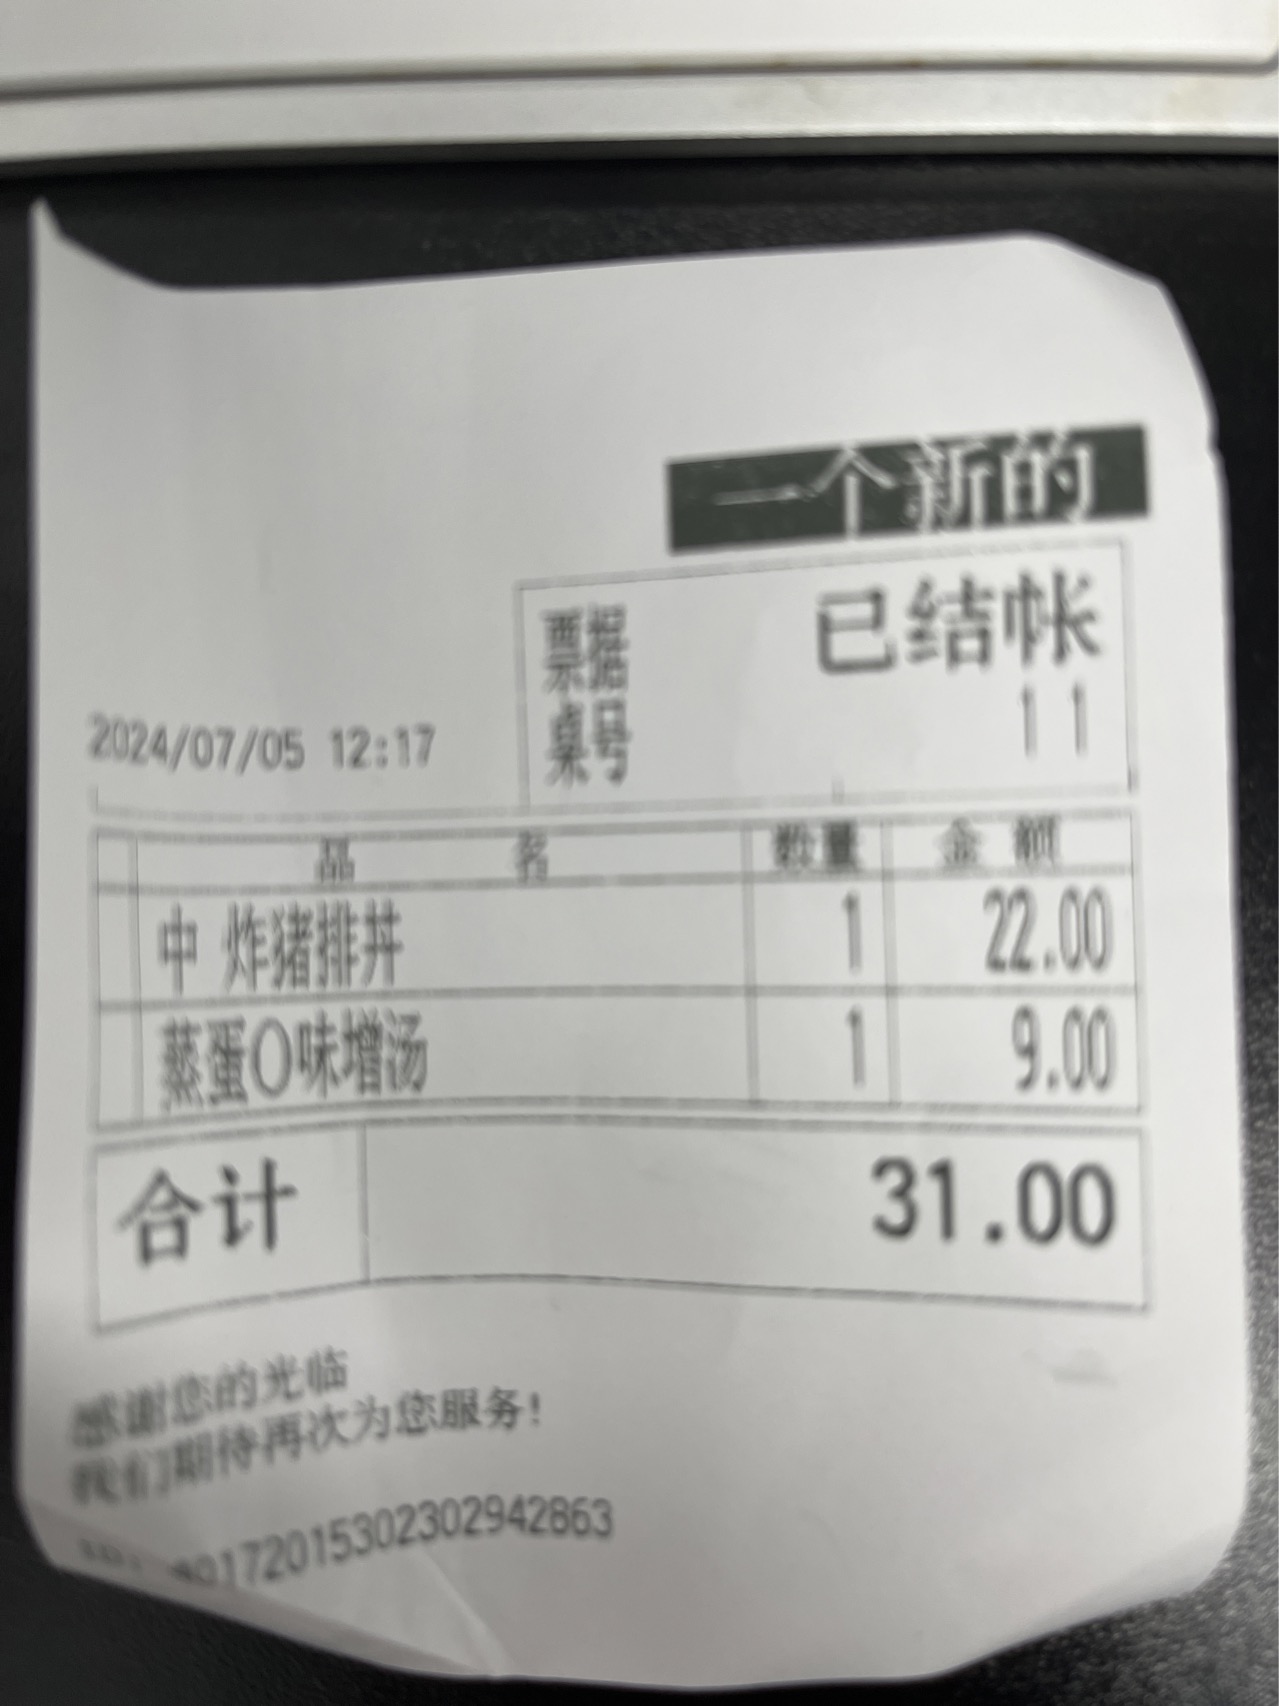 一个新的
票据 已结帐
2024/07/05 12:17 桌号 11
品 名 数量 金 额
中 炸猪排丼 1 22.00
蒸蛋O味增汤 1 9.00
合计 31.00
感谢您的光临
我们期待再次为您服务!
01720153023029 42863